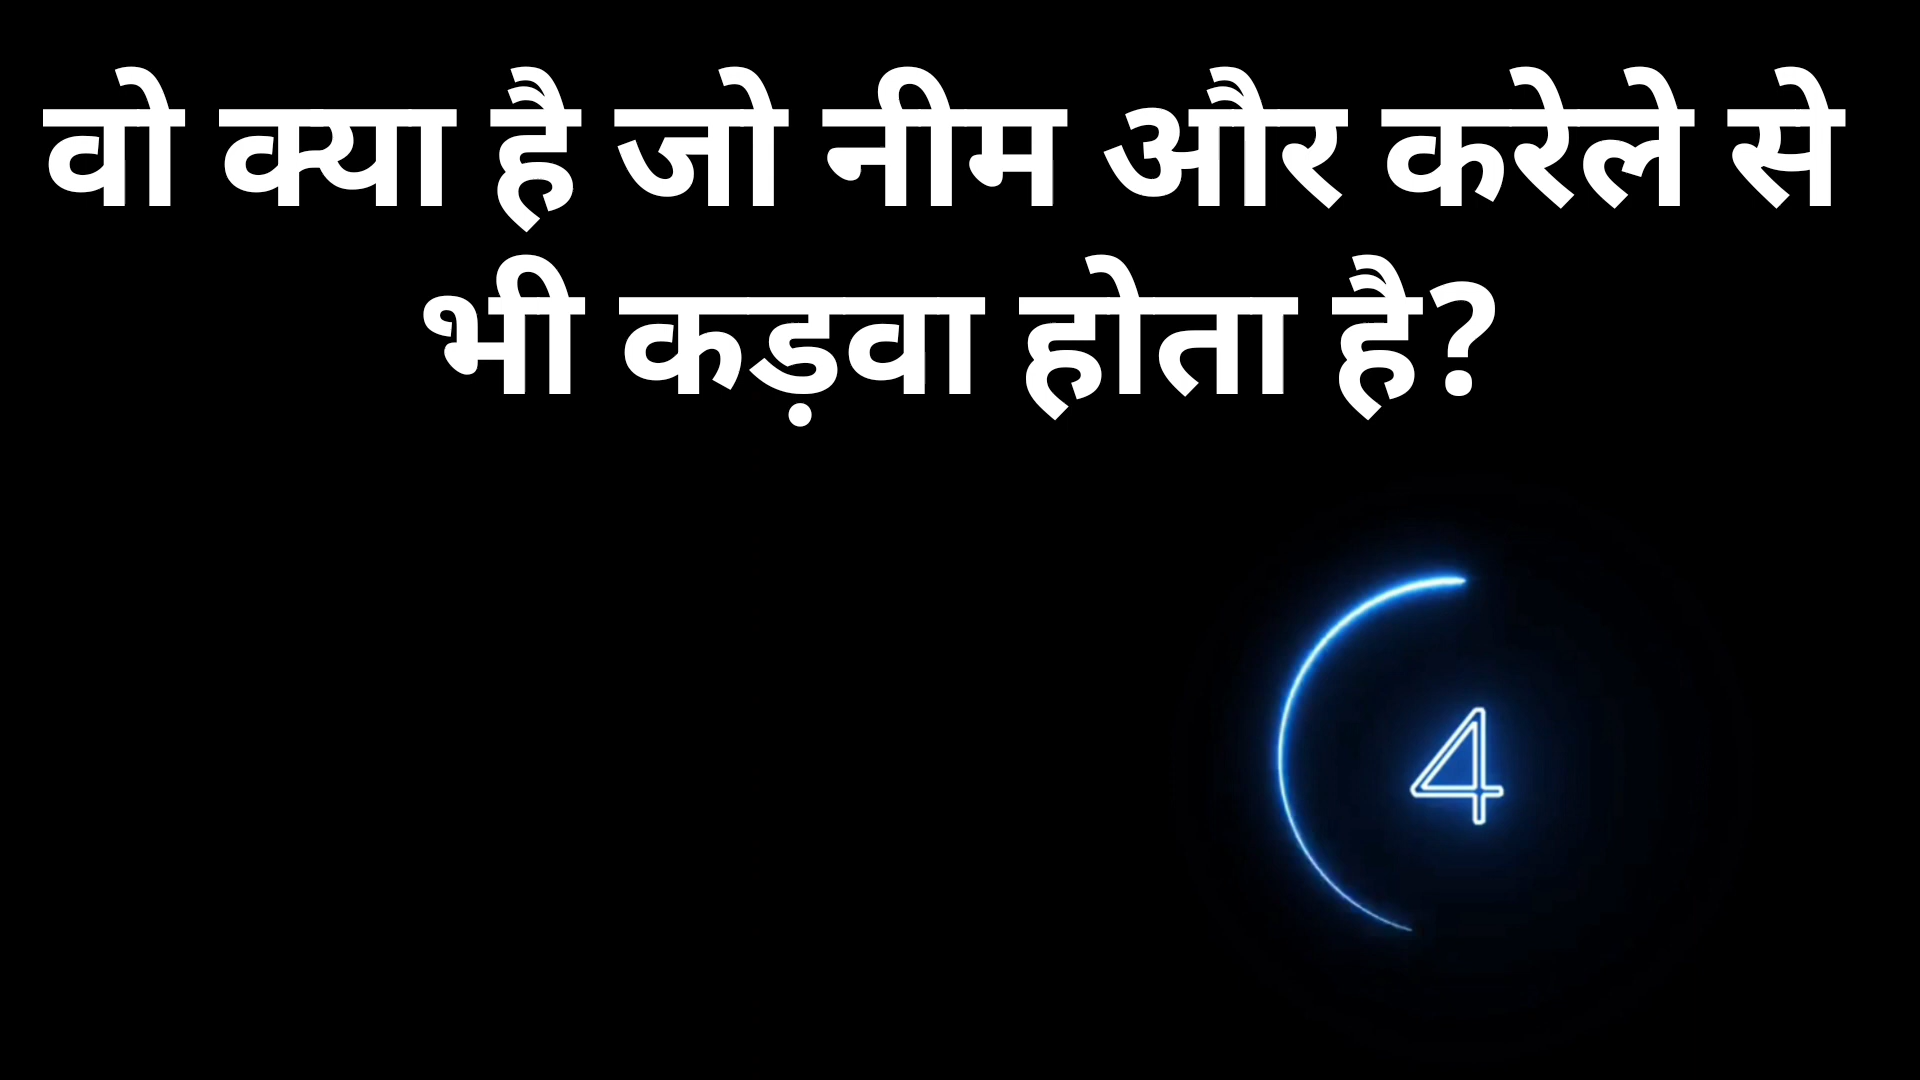 वो क्या है जो नीम और करेले से
भी कड़वा होता है?
4